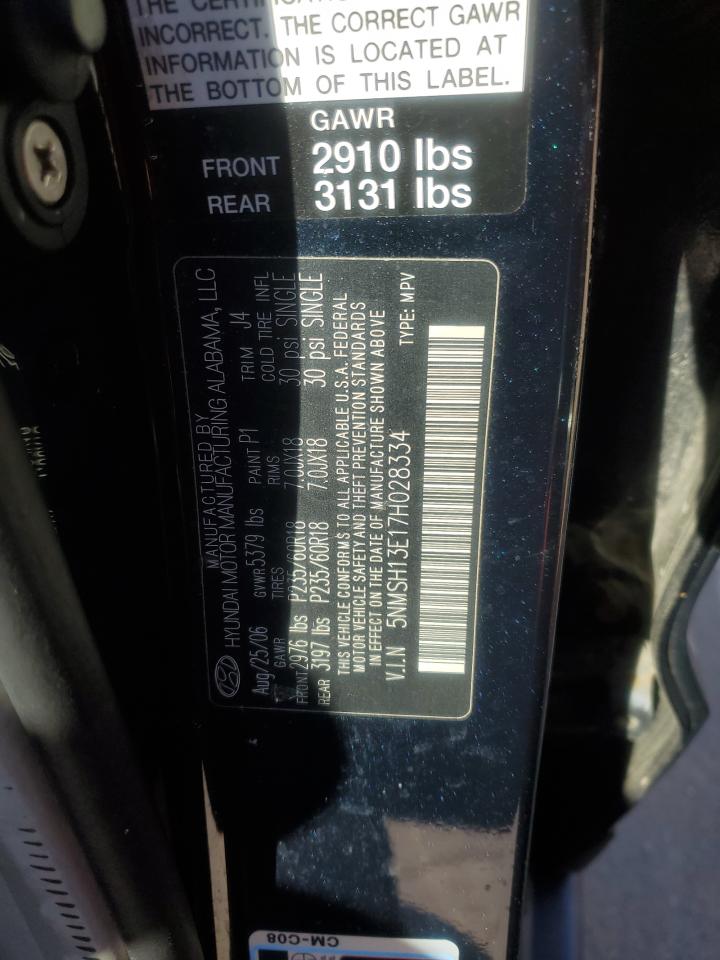 THE CERTIFICATION
INCORRECT. THE CORRECT GAWR
INFORMATION IS LOCATED AT
THE BOTTOM OF THIS LABEL.
GAWR
FRONT 2910 lbs
REAR 3131 lbs
MANUFACTURED BY
HYUNDAI MOTOR MANUFACTURING ALABAMA, LLC
Aug/25/06 GVWR 5379 lbs PAINT P1 TRIM J4
GAWR TIRES RIMS COLD TIRE INFL
FRONT 2976 lbs P235/60R18 7.0JX18 30 psi SINGLE
REAR 3197 lbs P235/60R18 7.0JX18 30 psi SINGLE
THIS VEHICLE CONFORMS TO ALL APPLICABLE U.S.A. FEDERAL
MOTOR VEHICLE SAFETY AND THEFT PREVENTION STANDARDS
IN EFFECT ON THE DATE OF MANUFACTURE SHOWN ABOVE
V.I.N 5NMSH13E17H028334 TYPE: MPV
CM-C08